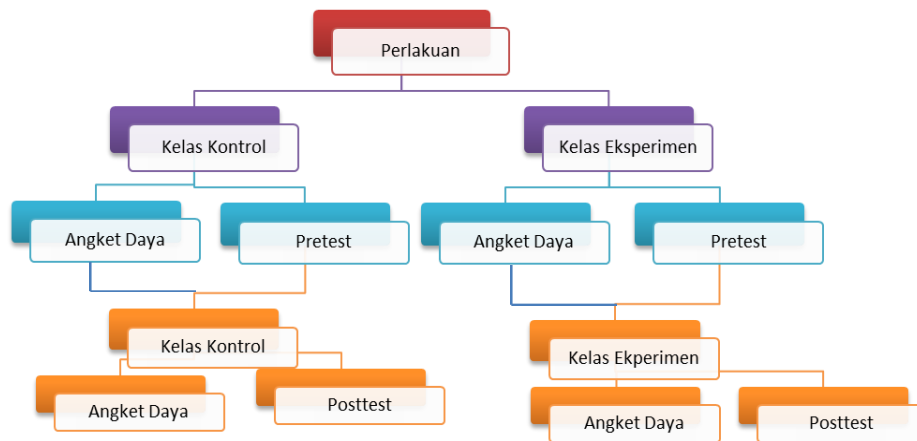 Perlakuan
Kelas Kontrol
Kelas Eksperimen
Angket Daya
Pretest
Angket Daya
Pretest
Kelas Kontrol
Kelas Ekperimen
Angket Daya
Posttest
Angket Daya
Posttest